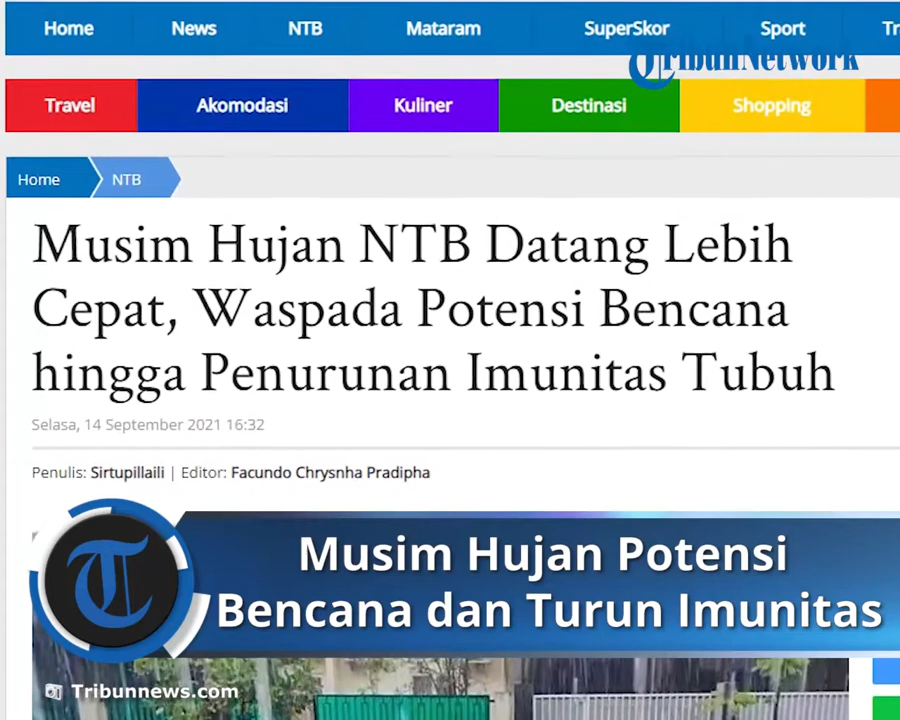 Home News NTB Mataram SuperSkor Sport Tr
TribunNetwork
Travel Akomodasi Kuliner Destinasi Shopping
Home NTB
Musim Hujan NTB Datang Lebih
Cepat, Waspada Potensi Bencana
hingga Penurunan Imunitas Tubuh
Selasa, 14 September 2021 16:32
Penulis: Sirtupillaili | Editor: Facundo Chrysnha Pradipha
Musim Hujan Potensi
Bencana dan Turun Imunitas
T
Tribunnews.com